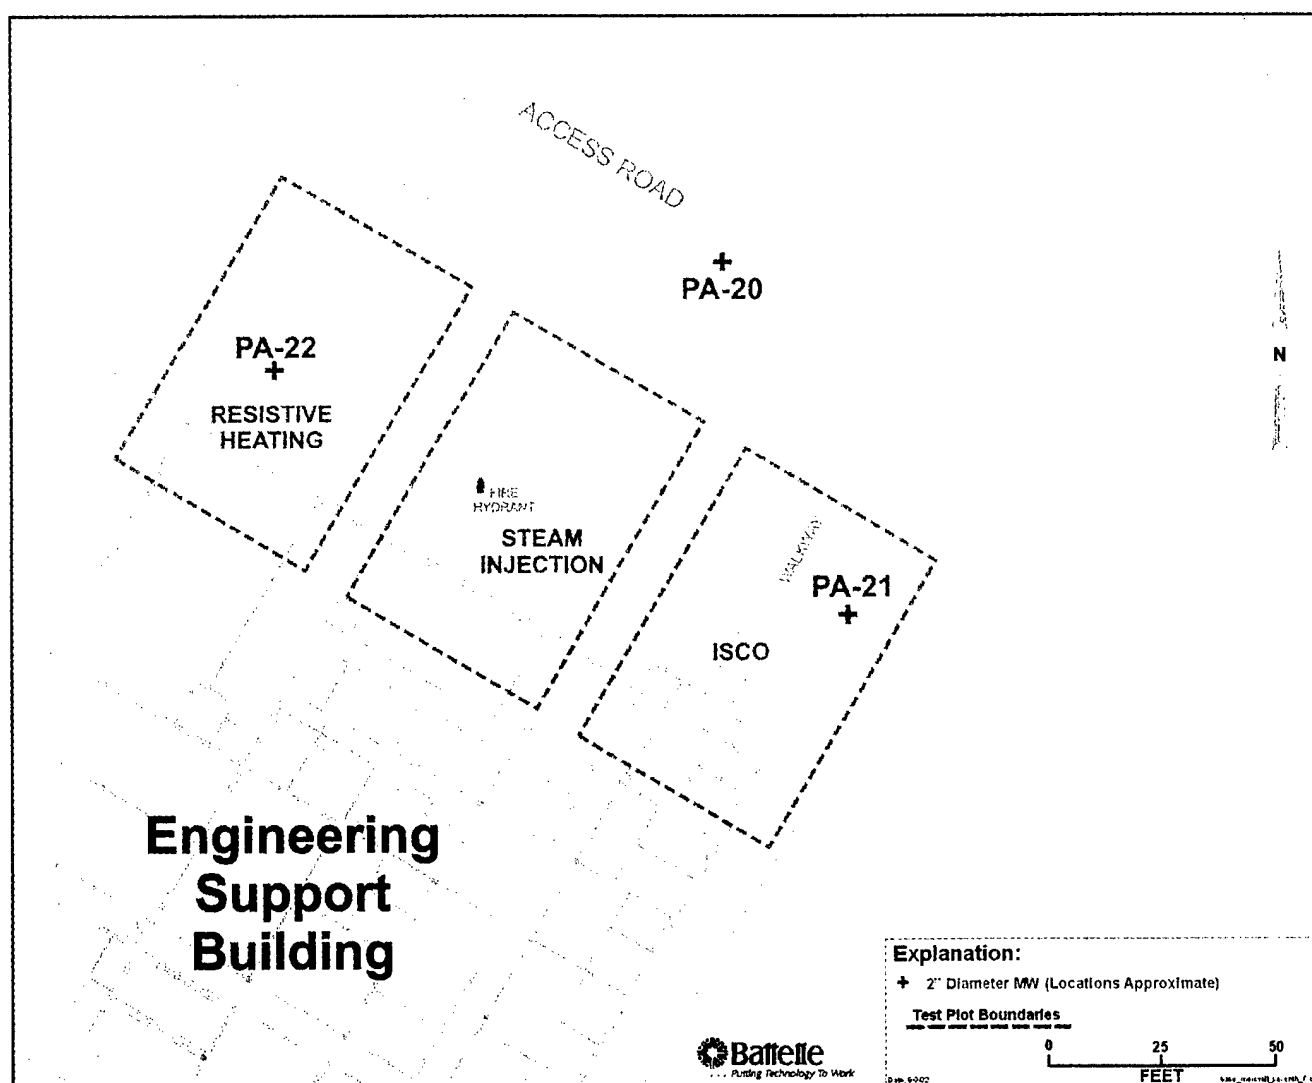 ACCESS ROAD
PA-20
PA-22
RESISTIVE
HEATING
N
FIRE
HYDRANT
STEAM
INJECTION
WALKWAY
PA-21
ISCO
Engineering
Support
Building
Explanation:
2" Diameter MW (Locations Approximate)
Test Plot Boundaries
0 25 50
FEET
Battelle
... Putting Technology To Work